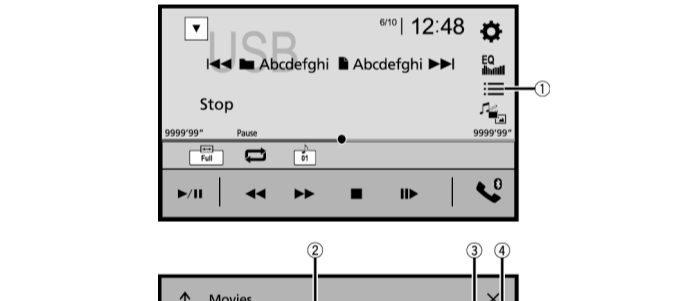 6/10 12:48
USB
Abcdefghi Abcdefghi
EQ
①
Stop
9999'99" Pause 9999'99"
Full 01
② ③ ④
Movies